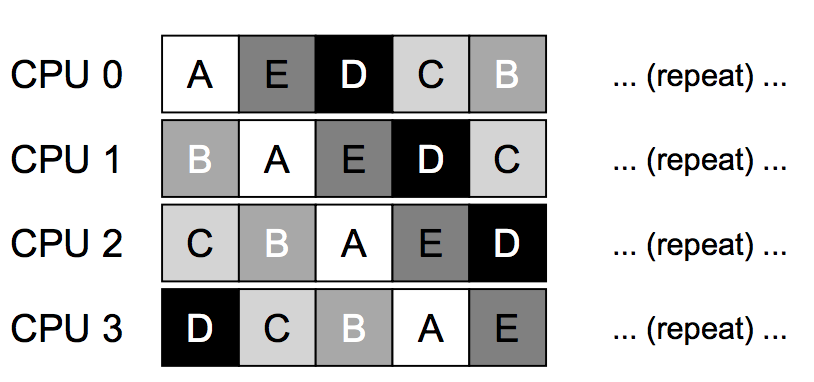 CPU 0 A E D C B ... (repeat) ...
CPU 1 B A E D C ... (repeat) ...
CPU 2 C B A E D ... (repeat) ...
CPU 3 D C B A E ... (repeat) ...